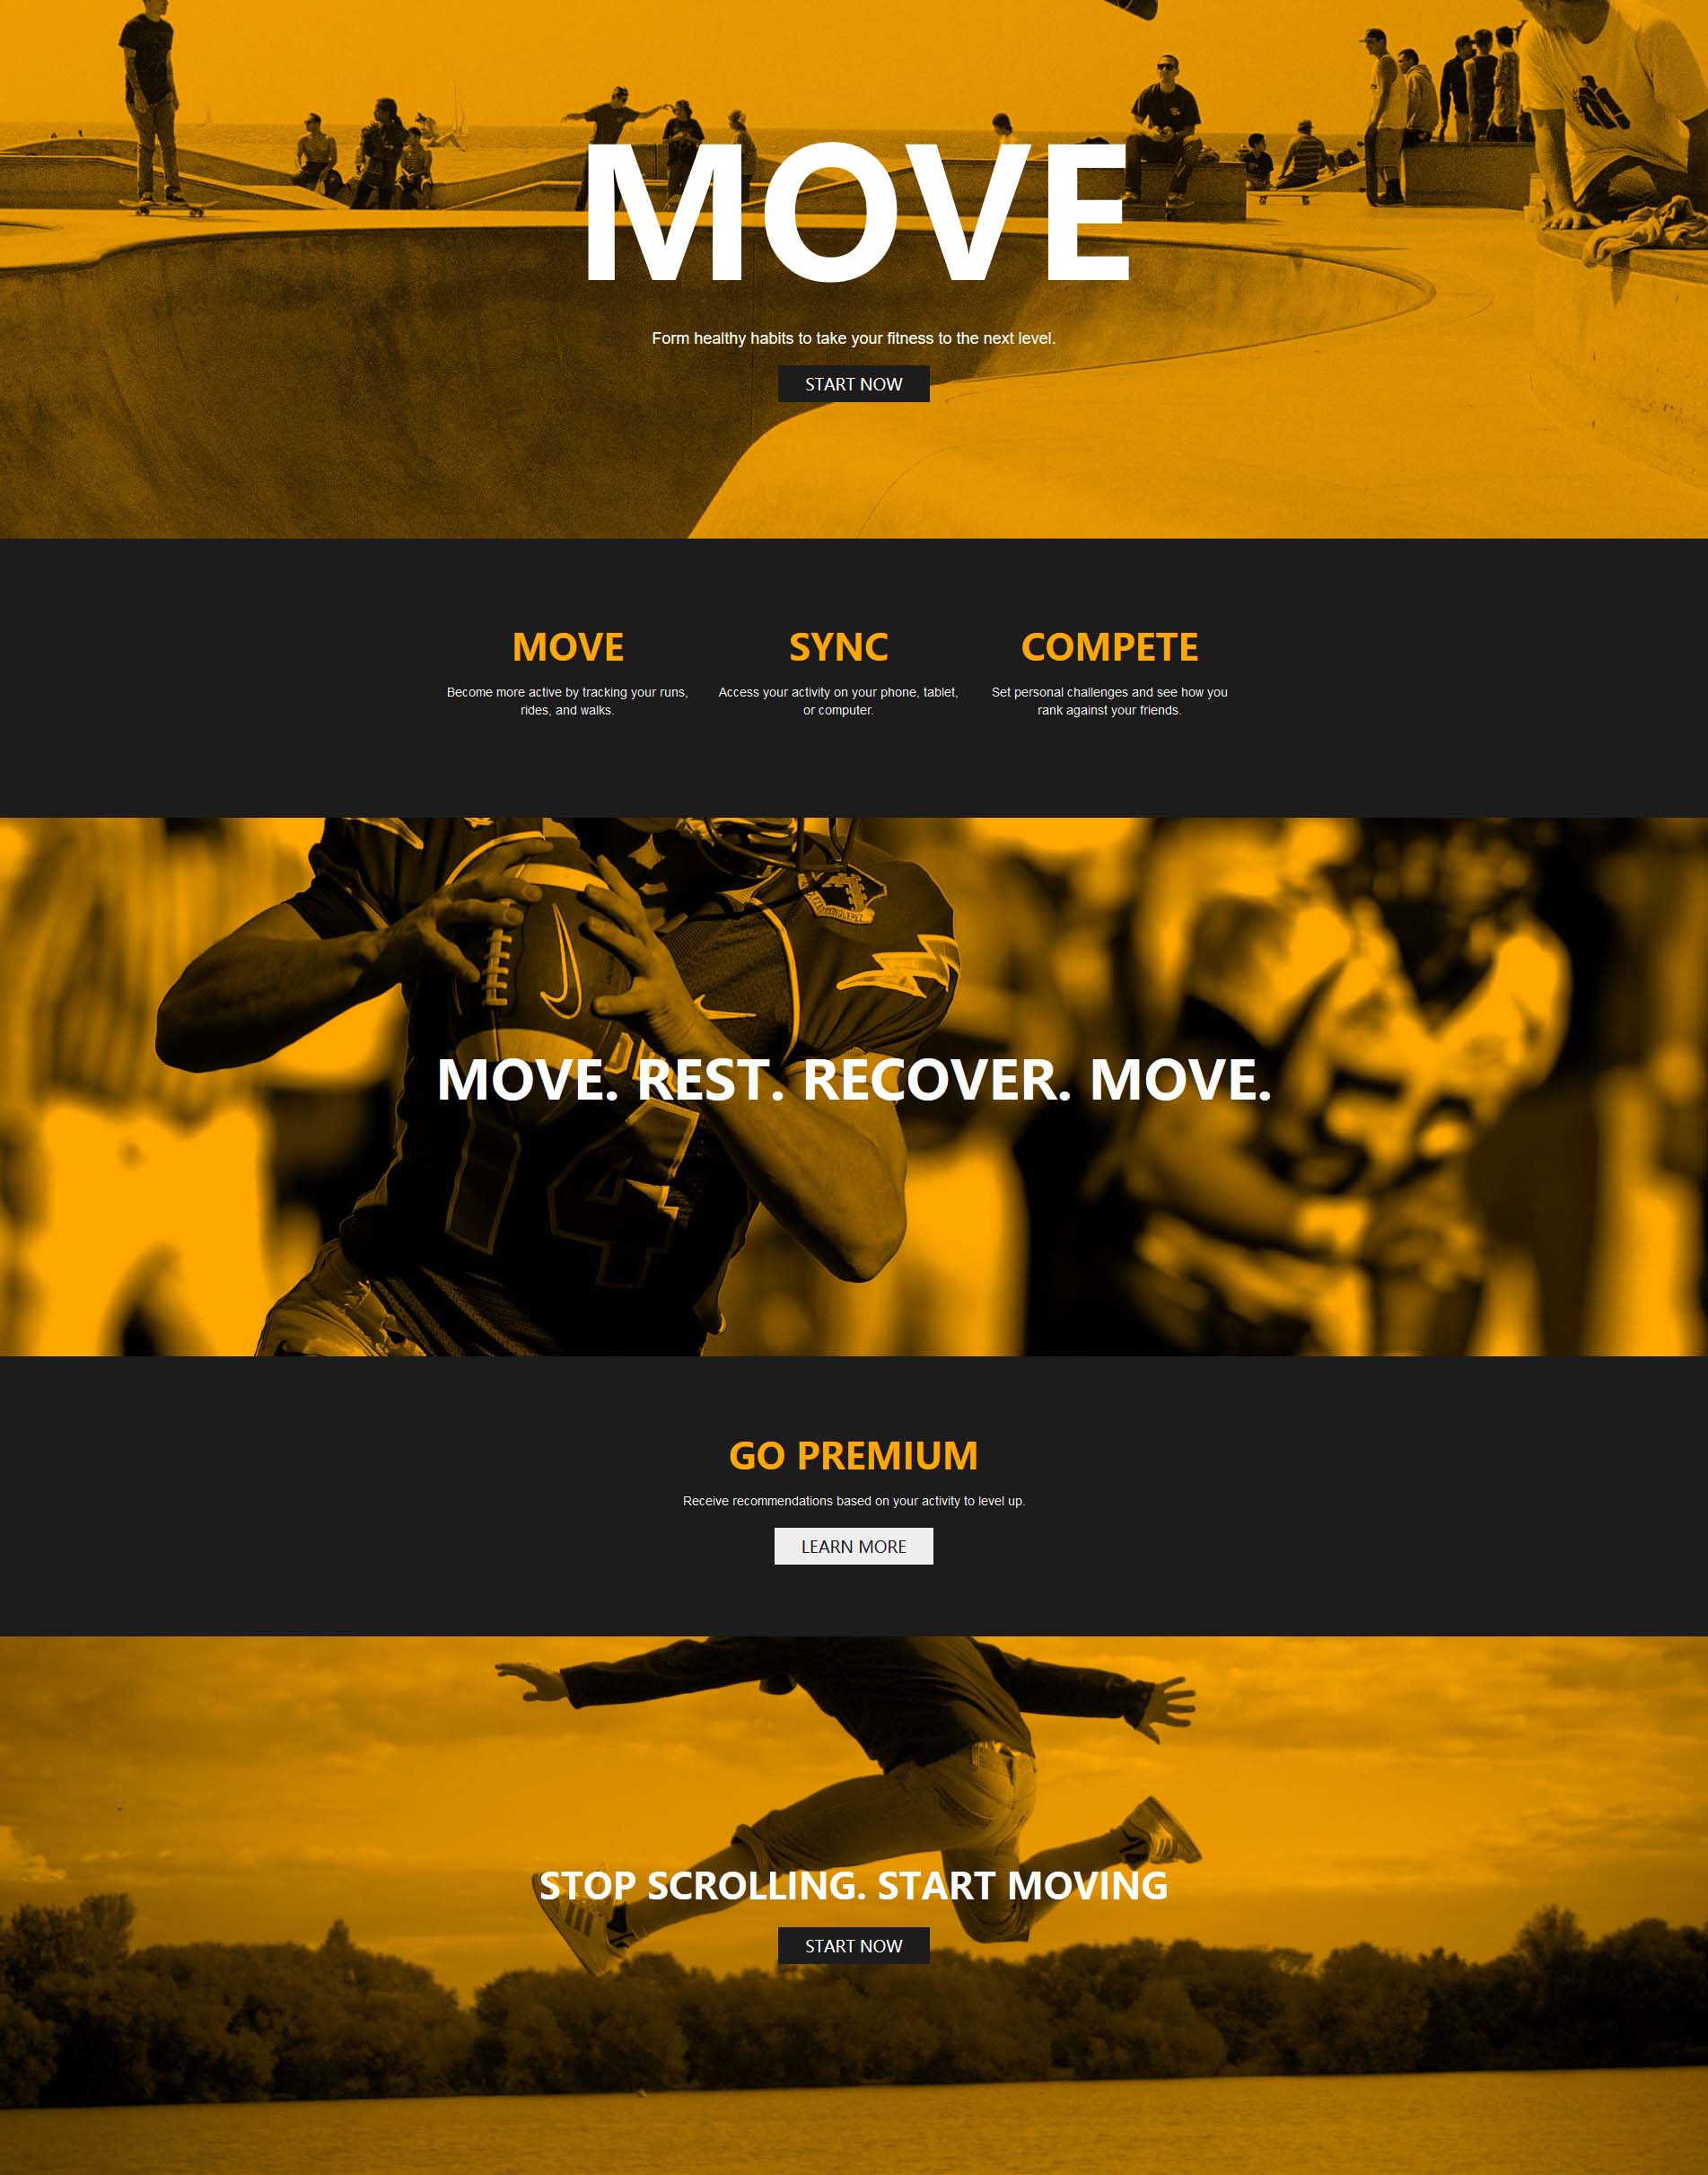 MOVE
Form healthy habits to take your fitness to the next level.
START NOW
MOVE
Become more active by tracking your runs,
rides, and walks.
SYNC
Access your activity on your phone, tablet,
or computer.
COMPETE
Set personal challenges and see how you
rank against your friends.
14
MOVE. REST. RECOVER. MOVE.
GO PREMIUM
Receive recommendations based on your activity to level up.
LEARN MORE
STOP SCROLLING. START MOVING
START NOW